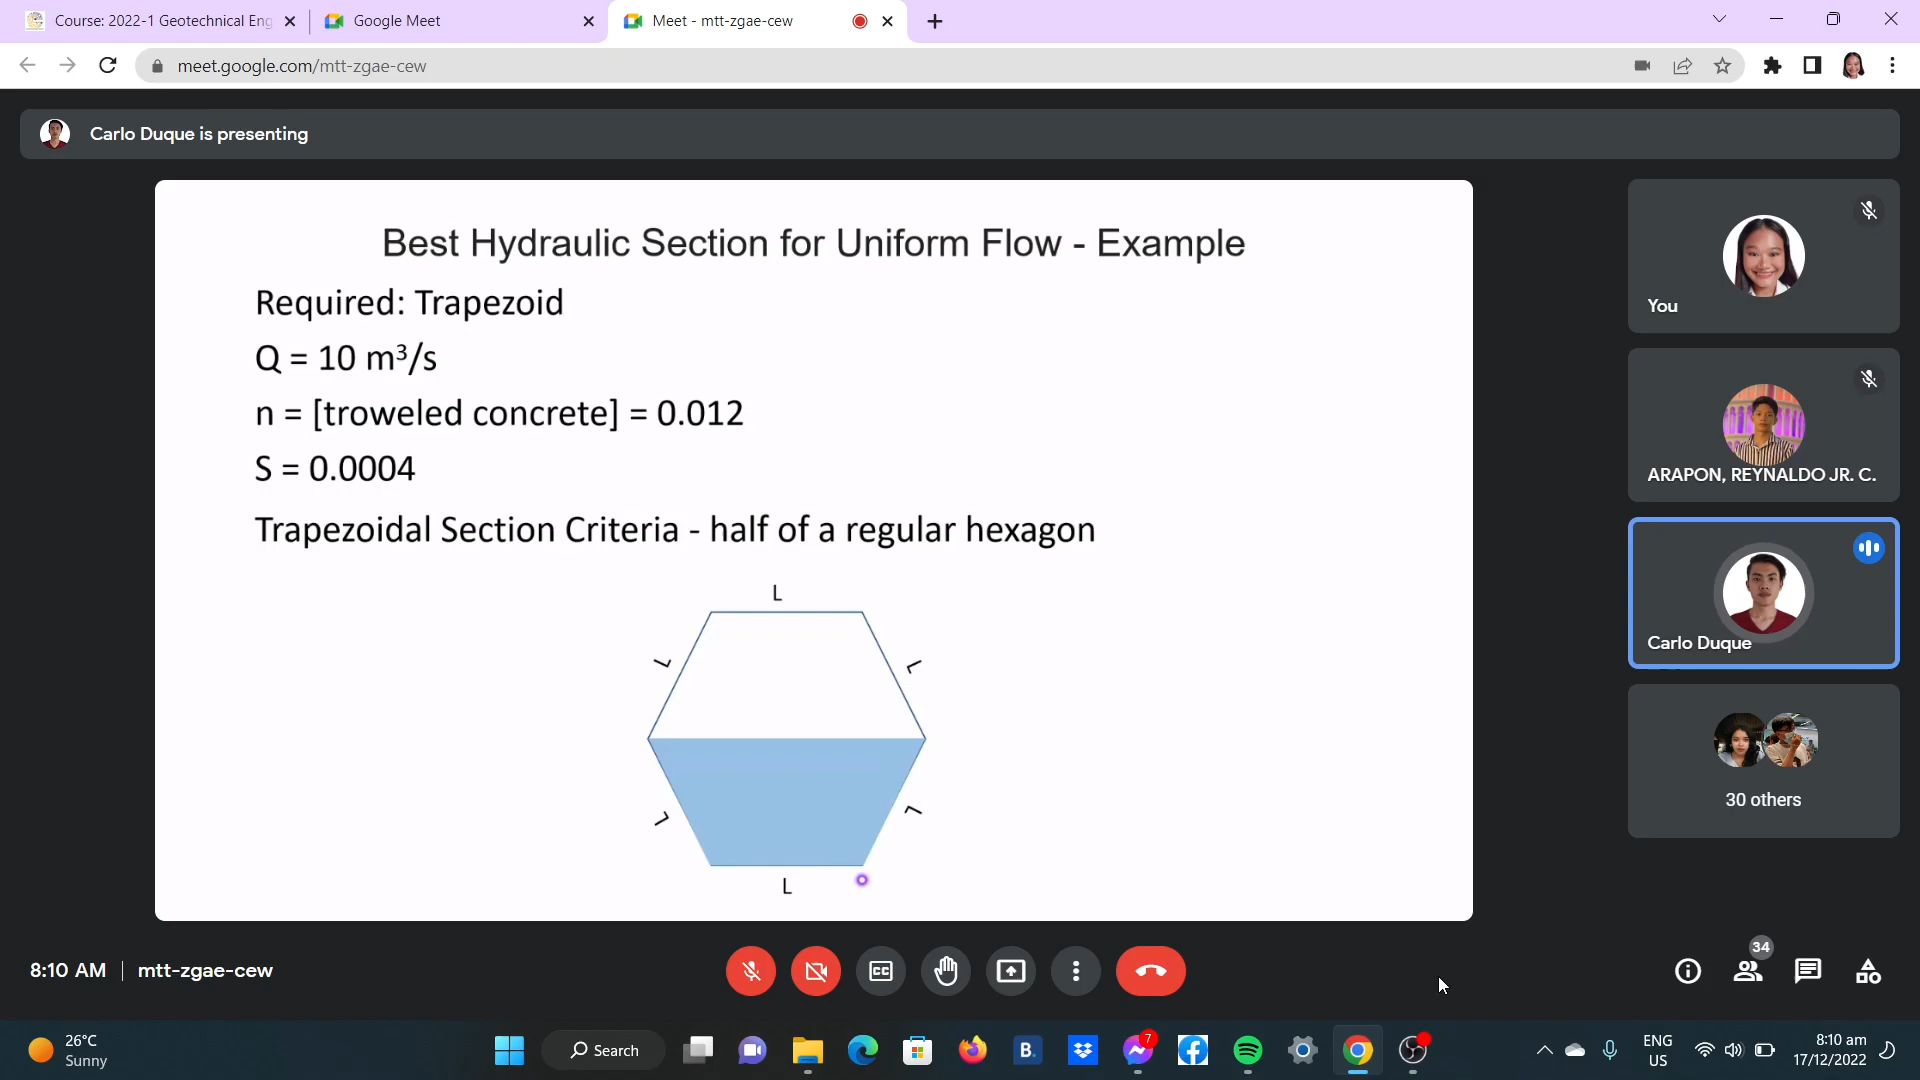 Course: 2022-1 Geotechnical Eng
Google Meet
Meet - mtt-zgae-cew
meet.google.com/mtt-zgae-cew
Carlo Duque is presenting
Best Hydraulic Section for Uniform Flow - Example
Required: Trapezoid
Q = 10 m³/s
n = [troweled concrete] = 0.012
S = 0.0004
Trapezoidal Section Criteria - half of a regular hexagon
L
L
L
L
L
L
You
ARAPON, REYNALDO JR. C.
Carlo Duque
30 others
8:10 AM | mtt-zgae-cew
CC
34
26°C
Sunny
Search
B.
7
ENG
US
8:10 am
17/12/2022